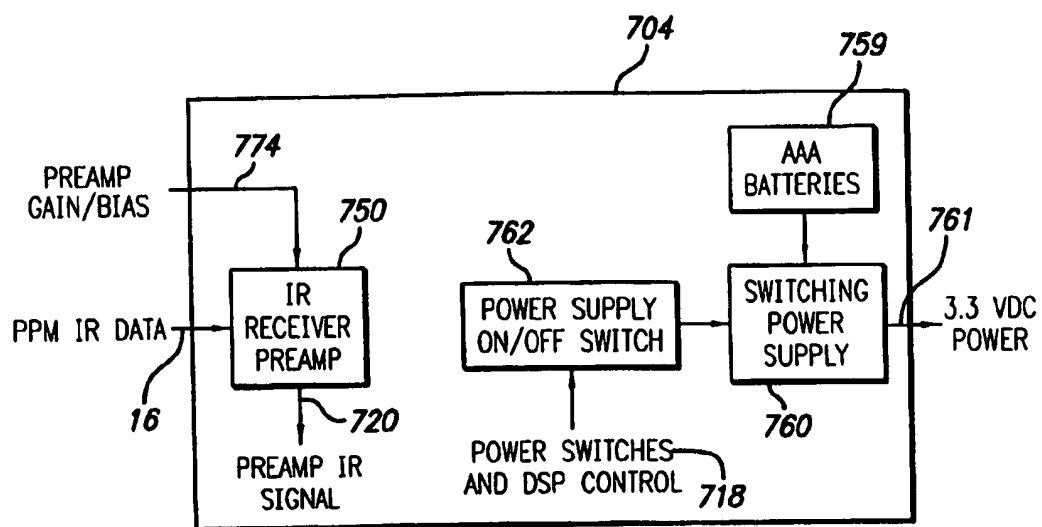 704
759
774
PREAMP
GAIN/BIAS
AAA
BATTERIES
750
762
761
IR
RECEIVER
PREAMP
PPM IR DATA
POWER SUPPLY
ON/OFF SWITCH
SWITCHING
POWER
SUPPLY
3.3 VDC
POWER
16
720
760
PREAMP IR
SIGNAL
POWER SWITCHES
AND DSP CONTROL
718